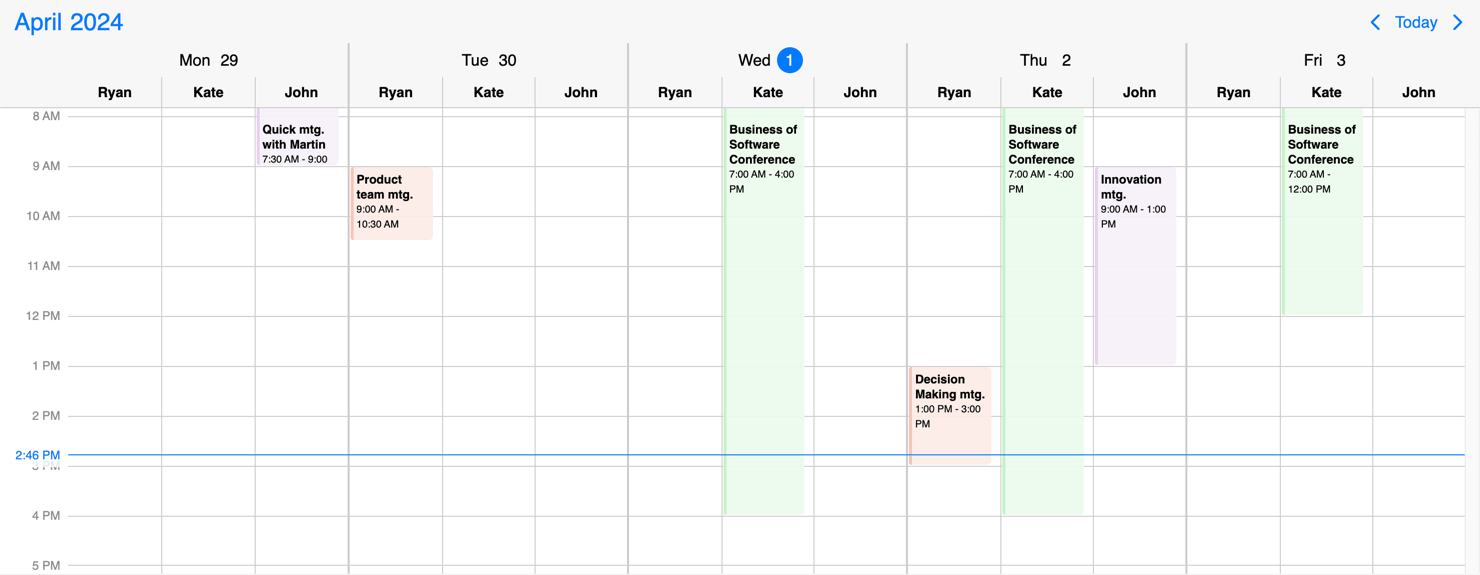 April 2024
Today
Mon 29
Tue 30
Wed 1
Thu 2
Fri 3
Ryan Kate John Ryan Kate John Ryan Kate John Ryan Kate John Ryan Kate John
8 AM
Quick mtg.
with Martin
7:30 AM - 9:00
Business of
Software
Conference
7:00 AM - 4:00
PM
Business of
Software
Conference
7:00 AM - 4:00
PM
Business of
Software
Conference
7:00 AM -
12:00 PM
9 AM
Product
team mtg.
9:00 AM -
10:30 AM
Innovation
mtg.
9:00 AM - 1:00
PM
10 AM
11 AM
12 PM
1 PM
Decision
Making mtg.
1:00 PM - 3:00
PM
2 PM
2:46 PM
3 PM
4 PM
5 PM